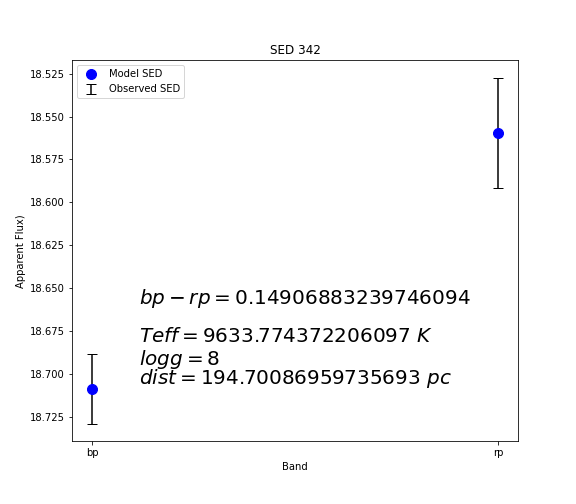 SED 342
Model SED
Observed SED
18.525
18.550
18.575
18.600
18.625
18.650
18.675
18.700
18.725
Apparent Flux)
bp − rp = 0.14906883239746094
Teff = 9633.774372206097 K
logg = 8
dist = 194.70086959735693 pc
bp
rp
Band